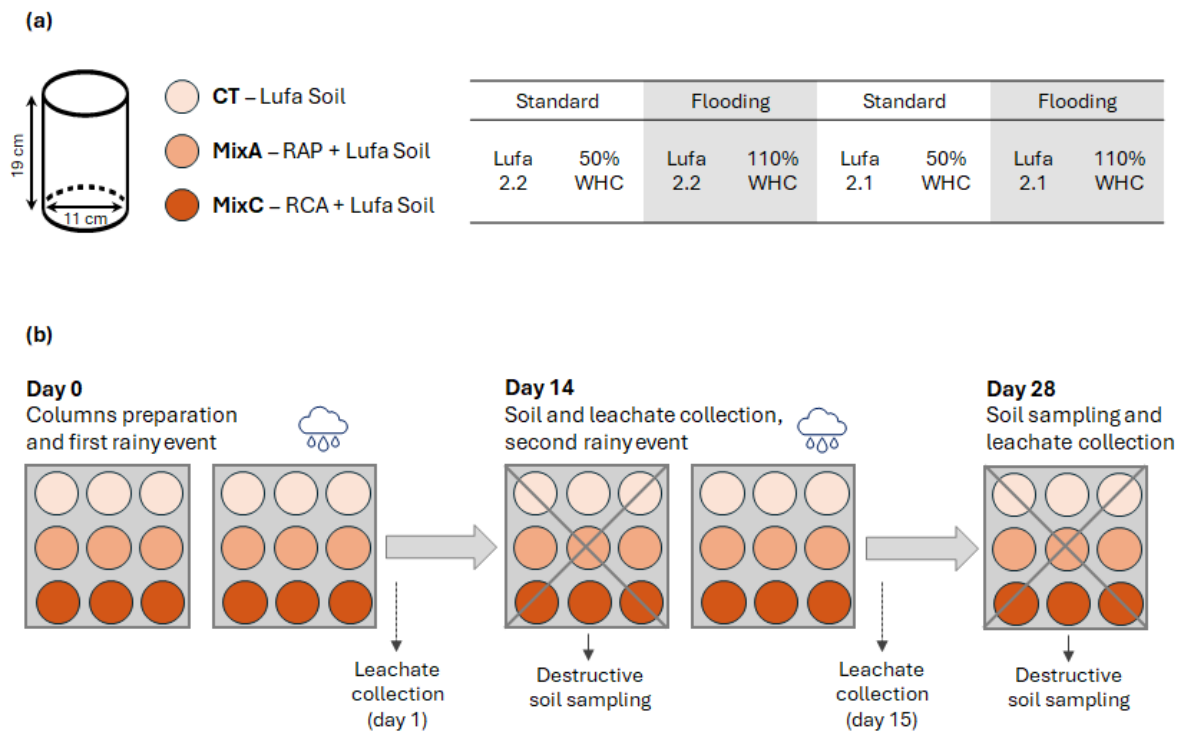 (a)
19 cm
11 cm
CT – Lufa Soil
MixA – RAP + Lufa Soil
MixC – RCA + Lufa Soil
Standard Flooding Standard Flooding
Lufa 50% Lufa 110% Lufa 50% Lufa 110%
2.2 WHC 2.2 WHC 2.1 WHC 2.1 WHC
(b)
Day 0
Columns preparation
and first rainy event
Day 14
Soil and leachate collection,
second rainy event
Day 28
Soil sampling and
leachate collection
Leachate
collection
(day 1)
Destructive
soil sampling
Leachate
collection
(day 15)
Destructive
soil sampling